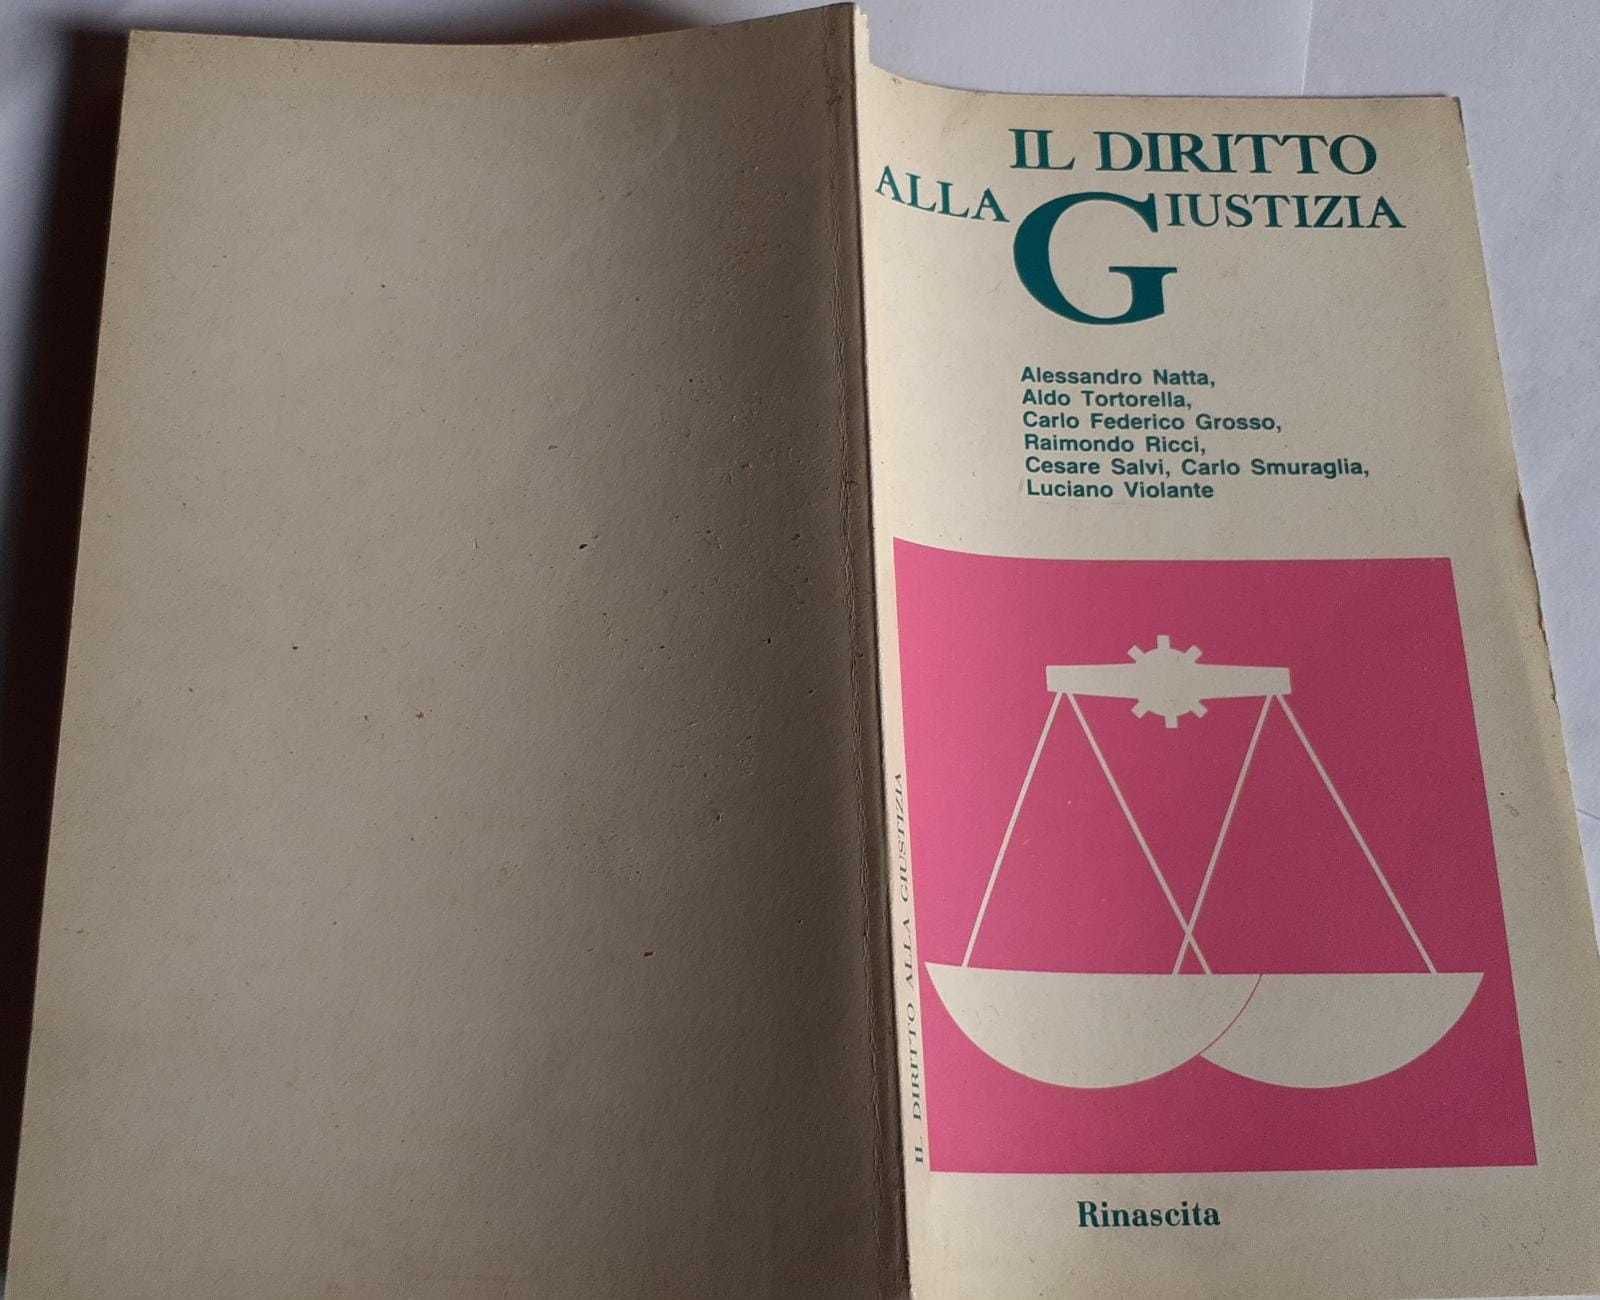 IL DIRITTO
ALLA GIUSTIZIA
Alessandro Natta,
Aldo Tortorella,
Carlo Federico Grosso,
Raimondo Ricci,
Cesare Salvi, Carlo Smuraglia,
Luciano Violante
IL DIRITTO ALLA GIUSTIZIA
Rinascita